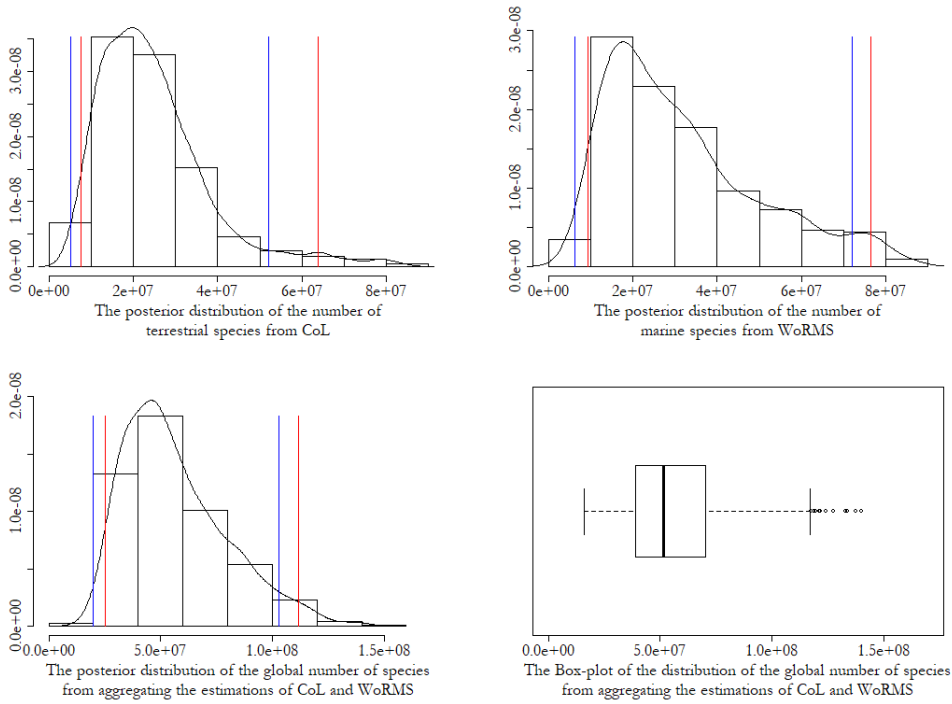 0.0e+00 1.0e-08 2.0e-08 3.0e-08
0e+00 2e+07 4e+07 6e+07 8e+07
The posterior distribution of the number of
terrestrial species from CoL
0.0e+00 1.0e-08 2.0e-08 3.0e-08
0e+00 2e+07 4e+07 6e+07 8e+07
The posterior distribution of the number of
marine species from WoRMS
0.0e+00 1.0e-08 2.0e-08
0.0e+00 5.0e+07 1.0e+08 1.5e+08
The posterior distribution of the global number of species
from aggregating the estimations of CoL and WoRMS
0.0e+00 5.0e+07 1.0e+08 1.5e+08
The Box-plot of the distribution of the global number of species
from aggregating the estimations of CoL and WoRMS